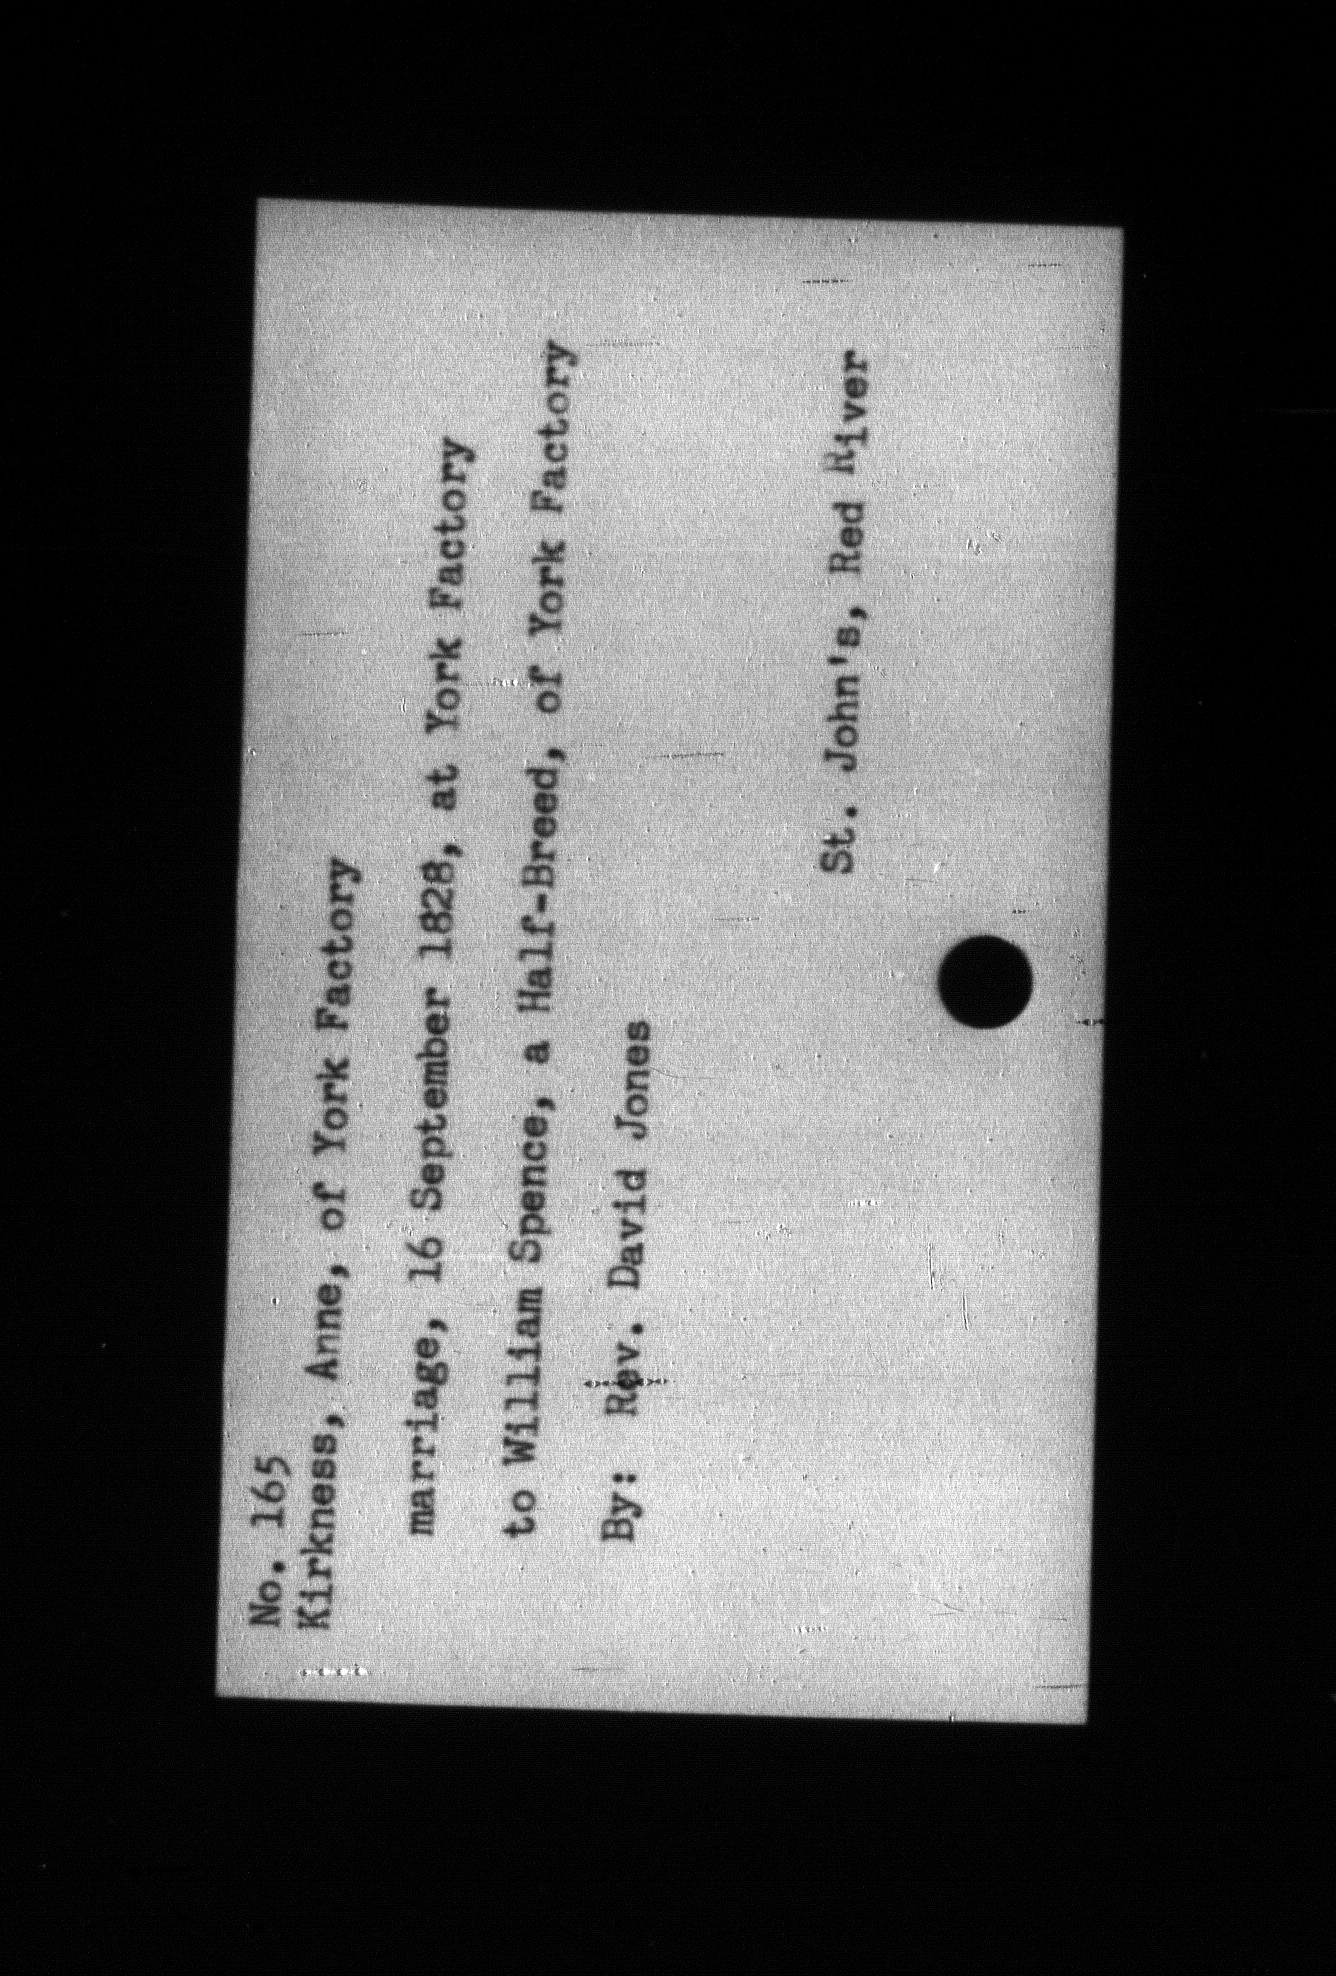 No. 165
Kirkness, Anne, of York Factory
marriage, 16 September 1828, at York Factory
to William Spence, a Half-Breed, of York Factory
By: Rev. David Jones
St. John's, Red River